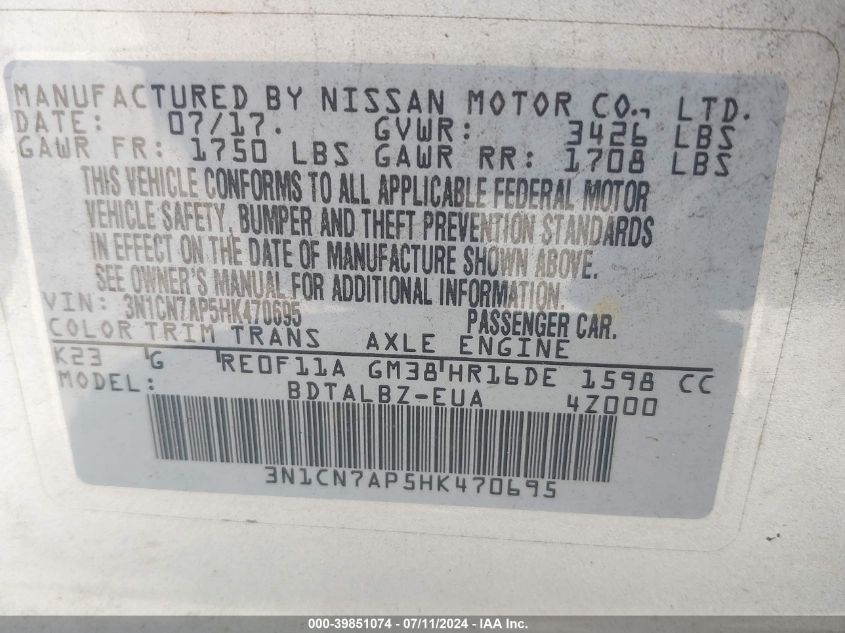 MANUFACTURED BY NISSAN MOTOR CO., LTD.
DATE: 07/17. GVWR: 3426 LBS
GAWR FR: 1750 LBS GAWR RR: 1708 LBS
THIS VEHICLE CONFORMS TO ALL APPLICABLE FEDERAL MOTOR
VEHICLE SAFETY, BUMPER AND THEFT PREVENTION STANDARDS
IN EFFECT ON THE DATE OF MANUFACTURE SHOWN ABOVE.
SEE OWNER'S MANUAL FOR ADDITIONAL INFORMATION.
VIN: 3N1CN7AP5HK470695 PASSENGER CAR.
COLOR TRIM TRANS AXLE ENGINE
K23 G RE0F11A GM38 HR16DE 1598 CC
MODEL: BDTALBZ-EUA 4Z000
3N1CN7AP5HK470695
000-39851074 - 07/11/2024 - IAA Inc.